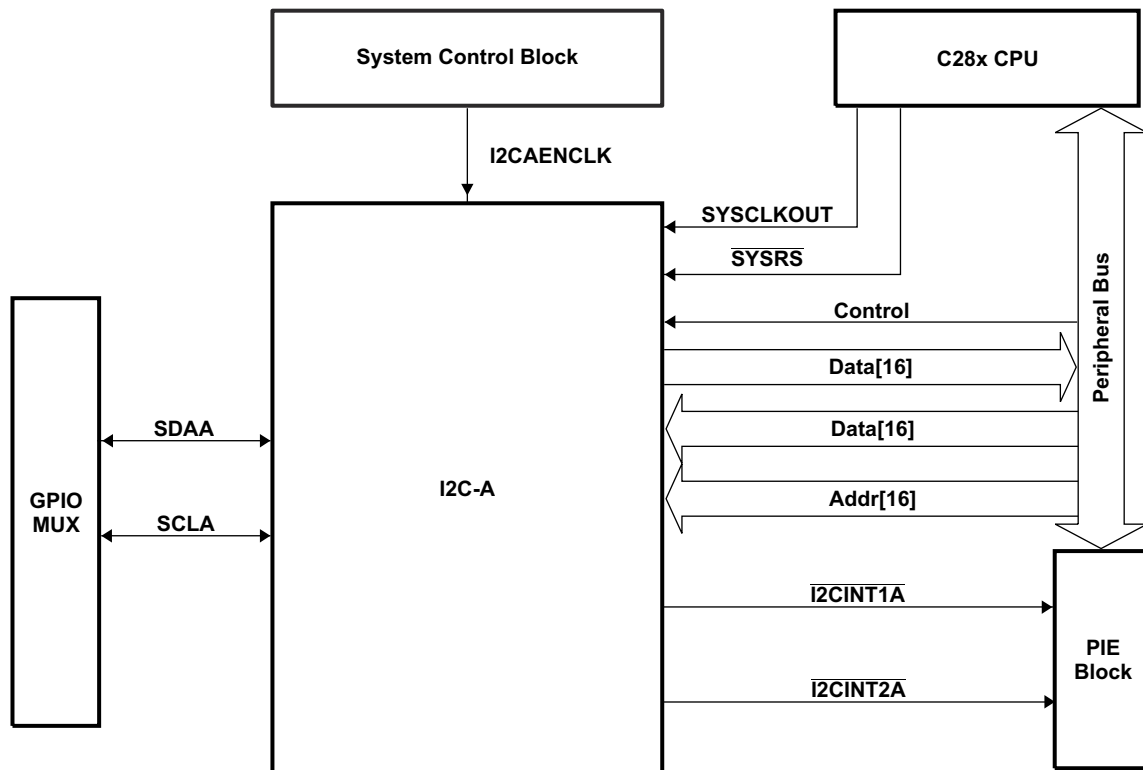 System Control Block
C28x CPU
I2CAENCLK
SYSCLKOUT
SYSRS
Control
Data[16]
Data[16]
Addr[16]
Peripheral Bus
SDAA
SCLA
GPIO
MUX
I2C-A
I2CINT1A
I2CINT2A
PIE
Block